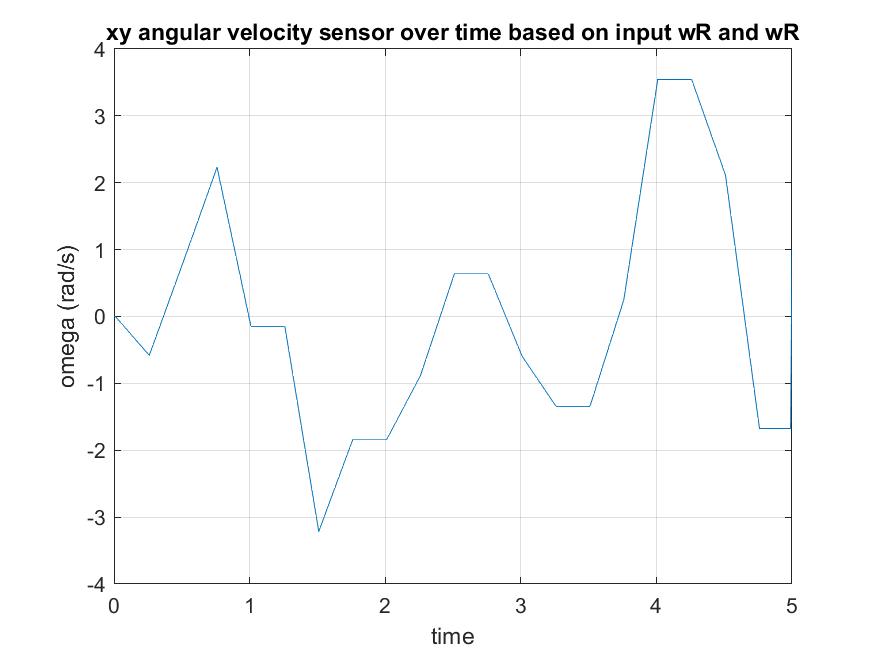 xy angular velocity sensor over time based on input wR and wR
4
3
2
1
0
-1
-2
-3
-4
omega (rad/s)
0 1 2 3 4 5
time